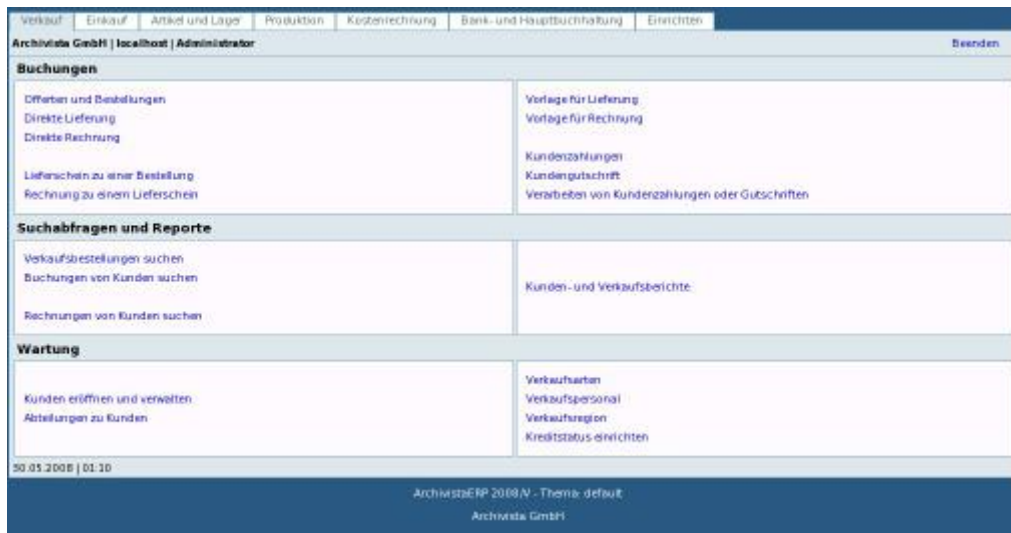 Verkauf Einkauf Artikel und Lager Produktion Kostenrechnung Bank- und Hauptbuchhaltung Einrichten
Archivista GmbH | localhost | Administrator Beenden
Buchungen
Offerten und Bestellungen
Direkte Lieferung
Direkte Rechnung
Lieferschein zu einer Bestellung
Rechnung zu einem Lieferschein
Vorlage für Lieferung
Vorlage für Rechnung
Kundenzahlungen
Kundengutschrift
Verarbeiten von Kundenzahlungen oder Gutschriften
Suchabfragen und Reporte
Verkaufsbestellungen suchen
Buchungen von Kunden suchen
Rechnungen von Kunden suchen
Kunden- und Verkaufsberichte
Wartung
Kunden eröffnen und verwalten
Abteilungen zu Kunden
Verkaufsarten
Verkaufspersonal
Verkaufsregion
Kreditstatus einrichten
30.05.2008 | 01:10
ArchivistaERP 2008/V - Thema: default
Archivista GmbH